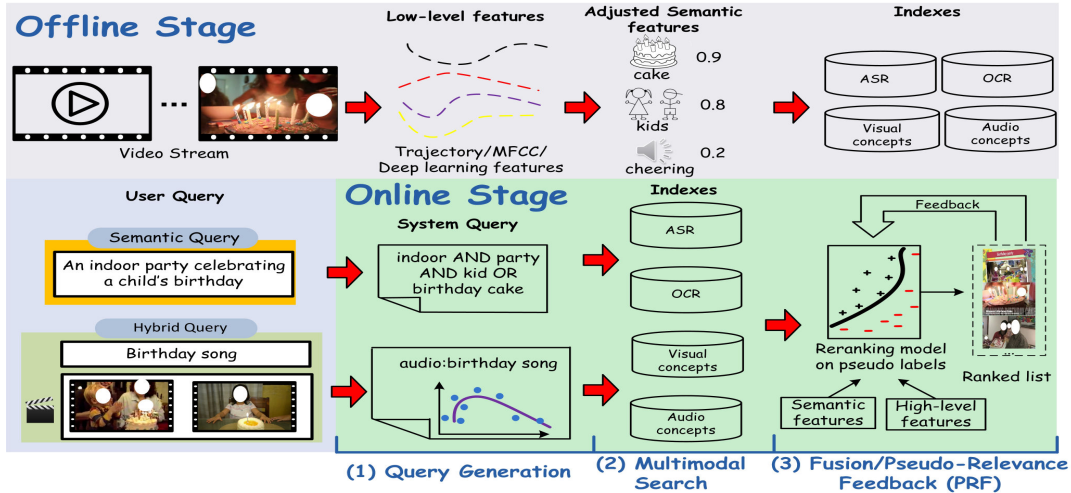 Offline Stage
Low-level features
Adjusted Semantic
features
Indexes
cake
0.9
kids
0.8
cheering
0.2
Video Stream
Trajectory/MFCC/
Deep learning features
ASR
OCR
Visual
concepts
Audio
concepts
User Query
Online Stage
System Query
Indexes
Semantic Query
An indoor party celebrating
a child's birthday
indoor AND party
AND kid OR
birthday cake
Hybrid Query
Birthday song
audio:birthday song
ASR
OCR
Visual
concepts
Audio
concepts
Feedback
Reranking model
on pseudo labels
Ranked list
...
Semantic
features
High-level
features
(1) Query Generation
(2) Multimodal
Search
(3) Fusion/Pseudo-Relevance
Feedback (PRF)